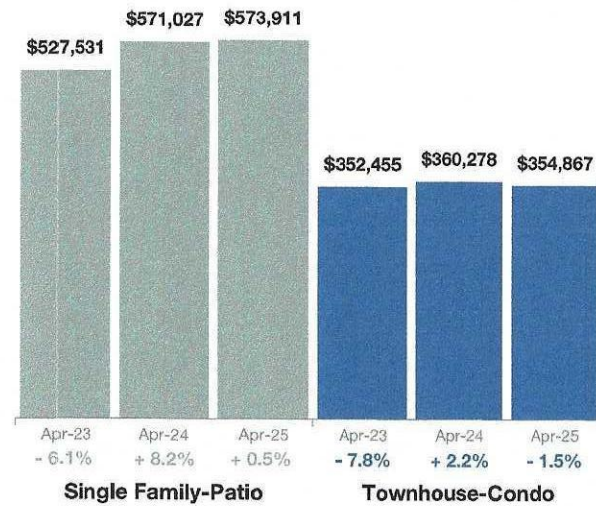 $527,531 $571,027 $573,911
$352,455 $360,278 $354,867
Apr-23 Apr-24 Apr-25 Apr-23 Apr-24 Apr-25
- 6.1% + 8.2% + 0.5% - 7.8% + 2.2% - 1.5%
Single Family-Patio Townhouse-Condo